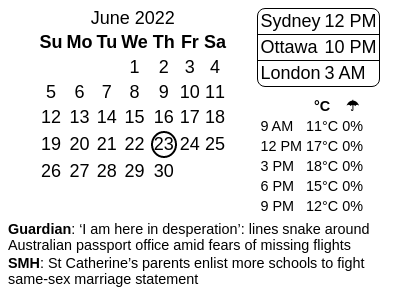 June 2022
Su Mo Tu We Th Fr Sa
1 2 3 4
5 6 7 8 9 10 11
12 13 14 15 16 17 18
19 20 21 22 23 24 25
26 27 28 29 30
Sydney 12 PM
Ottawa 10 PM
London 3 AM
°C ☂
9 AM 11°C 0%
12 PM 17°C 0%
3 PM 18°C 0%
6 PM 15°C 0%
9 PM 12°C 0%
Guardian: ‘I am here in desperation’: lines snake around
Australian passport office amid fears of missing flights
SMH: St Catherine’s parents enlist more schools to fight
same-sex marriage statement